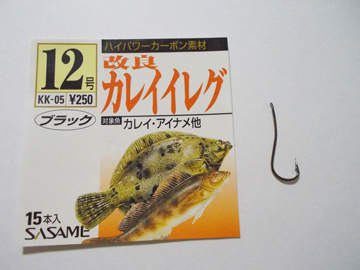 ハイパワーカーボン素材
12号
改良
カレイイレグ
KK-05 ¥250
ブラック
対象魚 カレイ・アイナメ他
15本入
SASAME